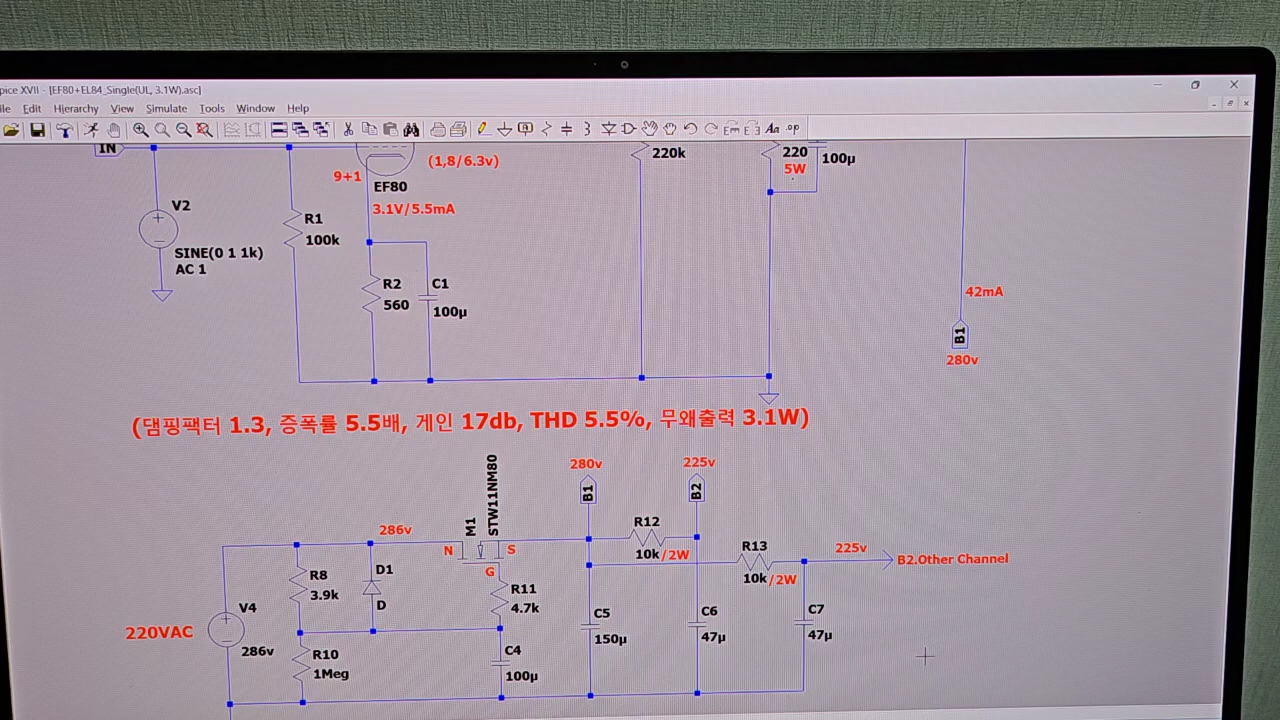 pice XVII - [EF80+EL84_Single(UL, 3.1W).asc]
ile Edit Hierarchy View Simulate Tools Window Help
Aa .op
IN
(1,8/6.3v)
9+1
EF80
3.1V/5.5mA
220k
220
5W
100µ
V2
SINE(0 1 1k)
AC 1
R1
100k
R2
560
C1
100µ
42mA
B1
280v
(댐핑팩터 1.3, 증폭률 5.5배, 게인 17db, THD 5.5%, 무왜출력 3.1W)
286v
M1
STW11NM80
N
S
G
280v
B1
225v
B2
R12
10k/2W
R13
10k/2W
225v
B2.Other Channel
220VAC
V4
286v
R8
3.9k
D1
D
R11
4.7k
R10
1Meg
C4
100µ
C5
150µ
C6
47µ
C7
47µ